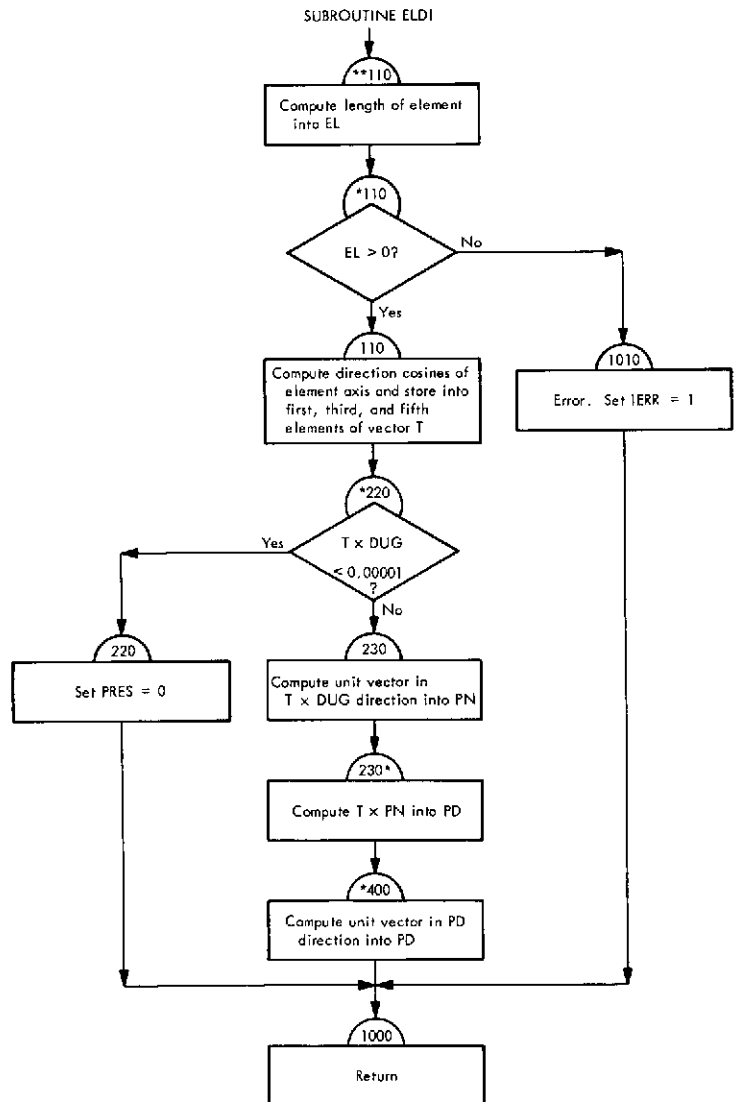 SUBROUTINE ELDI
**110
Compute length of element
into EL
*110
EL > 0?
No
Yes
110
Compute direction cosines of
element axis and store into
first, third, and fifth
elements of vector T
1010
Error. Set IERR = 1
*220
Yes
T × DUG
< 0.00001
?
No
220
Set PRES = 0
230
Compute unit vector in
T × DUG direction into PN
230*
Compute T × PN into PD
*400
Compute unit vector in PD
direction into PD
1000
Return